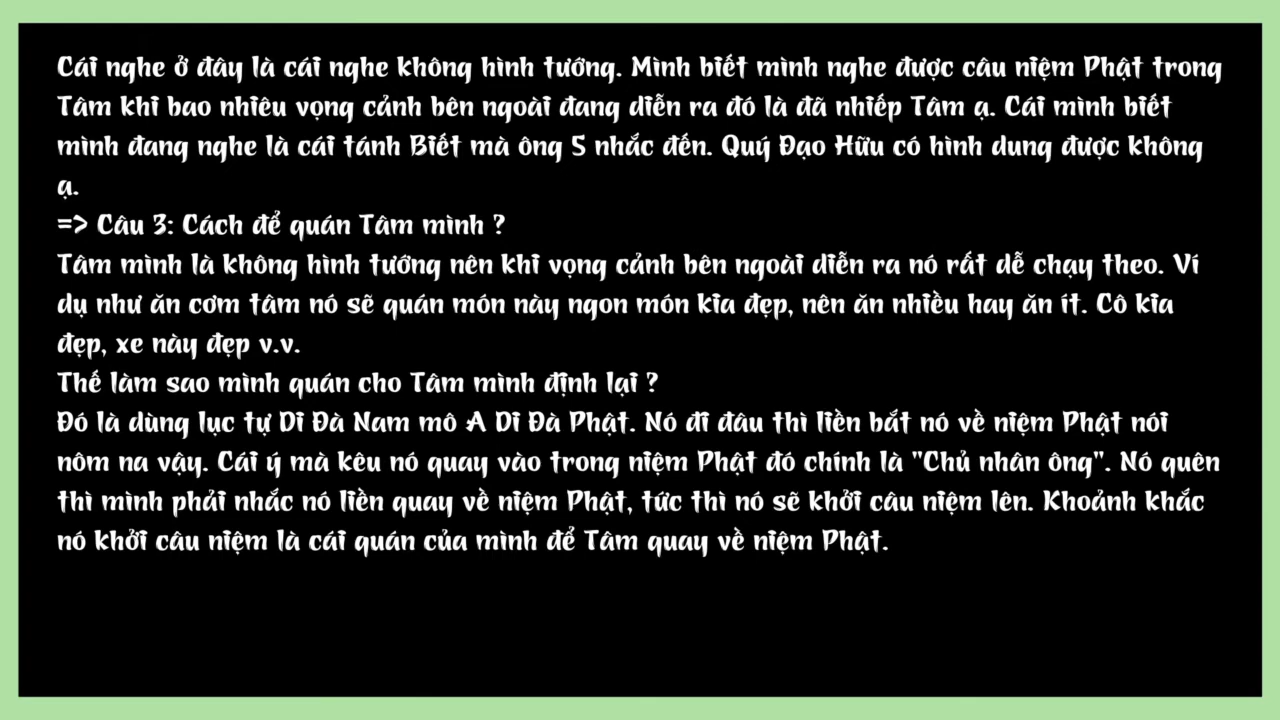 Cái nghe ở đây là cái nghe không hình tướng. Mình biết mình nghe được câu niệm Phật trong
Tâm khi bao nhiêu vọng cảnh bên ngoài đang diễn ra đó là đã nhiếp Tâm ạ. Cái mình biết
mình đang nghe là cái tánh Biết mà ông 5 nhắc đến. Quý Đạo Hữu có hình dung được không
ạ.
=> Câu 3: Cách để quán Tâm mình ?
Tâm mình là không hình tướng nên khi vọng cảnh bên ngoài diễn ra nó rất dễ chạy theo. Ví
dụ như ăn cơm tâm nó sẽ quán món này ngon món kia đẹp, nên ăn nhiều hay ăn ít. Cô kia
đẹp, xe này đẹp v.v.
Thế làm sao mình quán cho Tâm mình định lại ?
Đó là dùng lục tự Di Đà Nam mô A Di Đà Phật. Nó đi đâu thì liền bắt nó về niệm Phật nói
nôm na vậy. Cái ý mà kêu nó quay vào trong niệm Phật đó chính là "Chủ nhân ông". Nó quên
thì mình phải nhắc nó liền quay về niệm Phật, tức thì nó sẽ khởi câu niệm lên. Khoảnh khắc
nó khởi câu niệm là cái quán của mình để Tâm quay về niệm Phật.